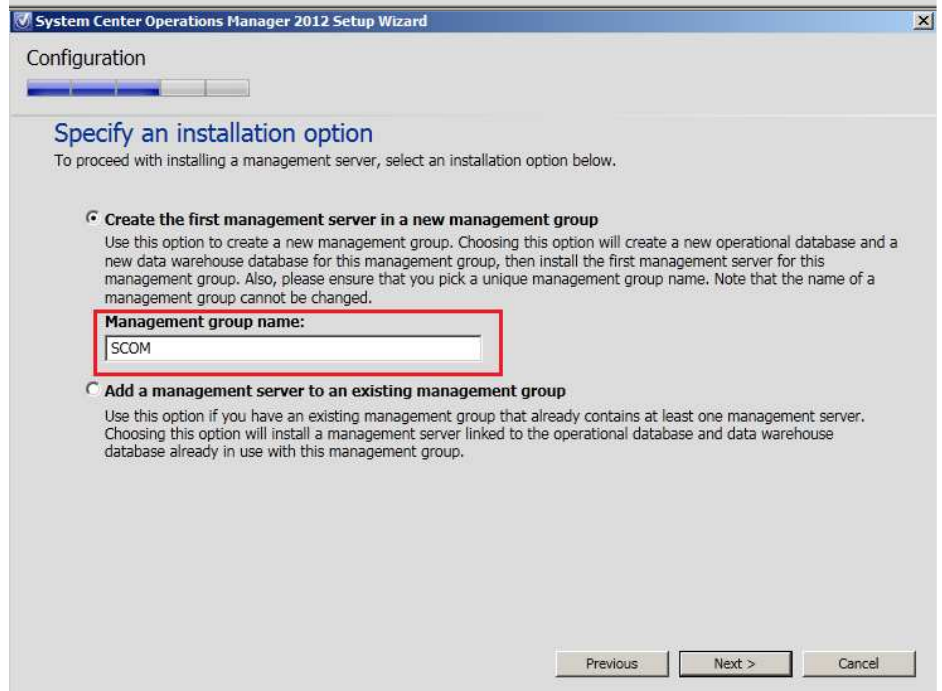 System Center Operations Manager 2012 Setup Wizard
Configuration
Specify an installation option
To proceed with installing a management server, select an installation option below.
Create the first management server in a new management group
Use this option to create a new management group. Choosing this option will create a new operational database and a
new data warehouse database for this management group, then install the first management server for this
management group. Also, please ensure that you pick a unique management group name. Note that the name of a
management group cannot be changed.
Management group name:
SCOM
Add a management server to an existing management group
Use this option if you have an existing management group that already contains at least one management server.
Choosing this option will install a management server linked to the operational database and data warehouse
database already in use with this management group.
Previous Next > Cancel